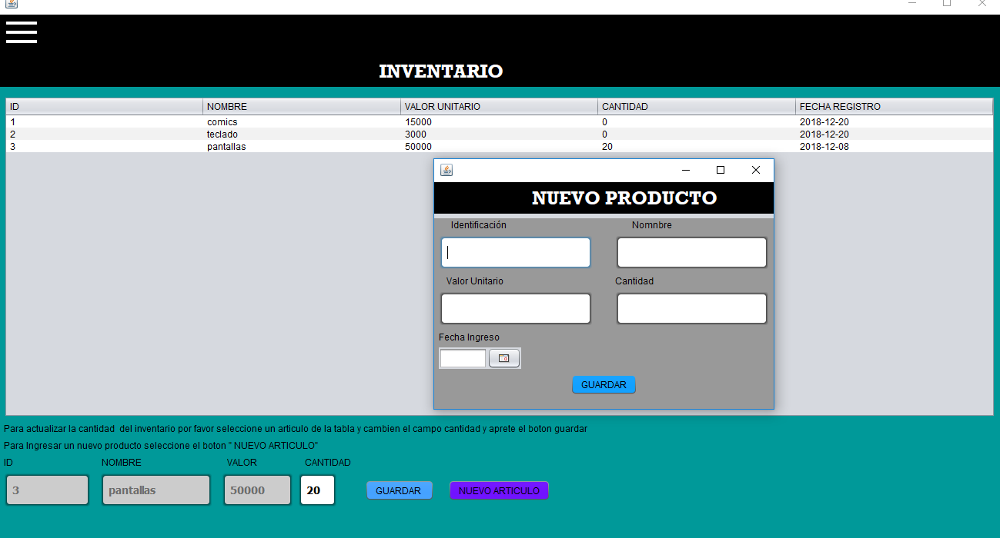 INVENTARIO
ID NOMBRE VALOR UNITARIO CANTIDAD FECHA REGISTRO
1 comics 15000 0 2018-12-20
2 teclado 3000 0 2018-12-20
3 pantallas 50000 20 2018-12-08
NUEVO PRODUCTO
Identificación Nomnbre
Valor Unitario Cantidad
Fecha Ingreso
GUARDAR
Para actualizar la cantidad del inventario por favor seleccione un articulo de la tabla y cambien el campo cantidad y aprete el boton guardar
Para Ingresar un nuevo producto seleccione el boton " NUEVO ARTICULO"
ID NOMBRE VALOR CANTIDAD
3 pantallas 50000 20 GUARDAR NUEVO ARTICULO